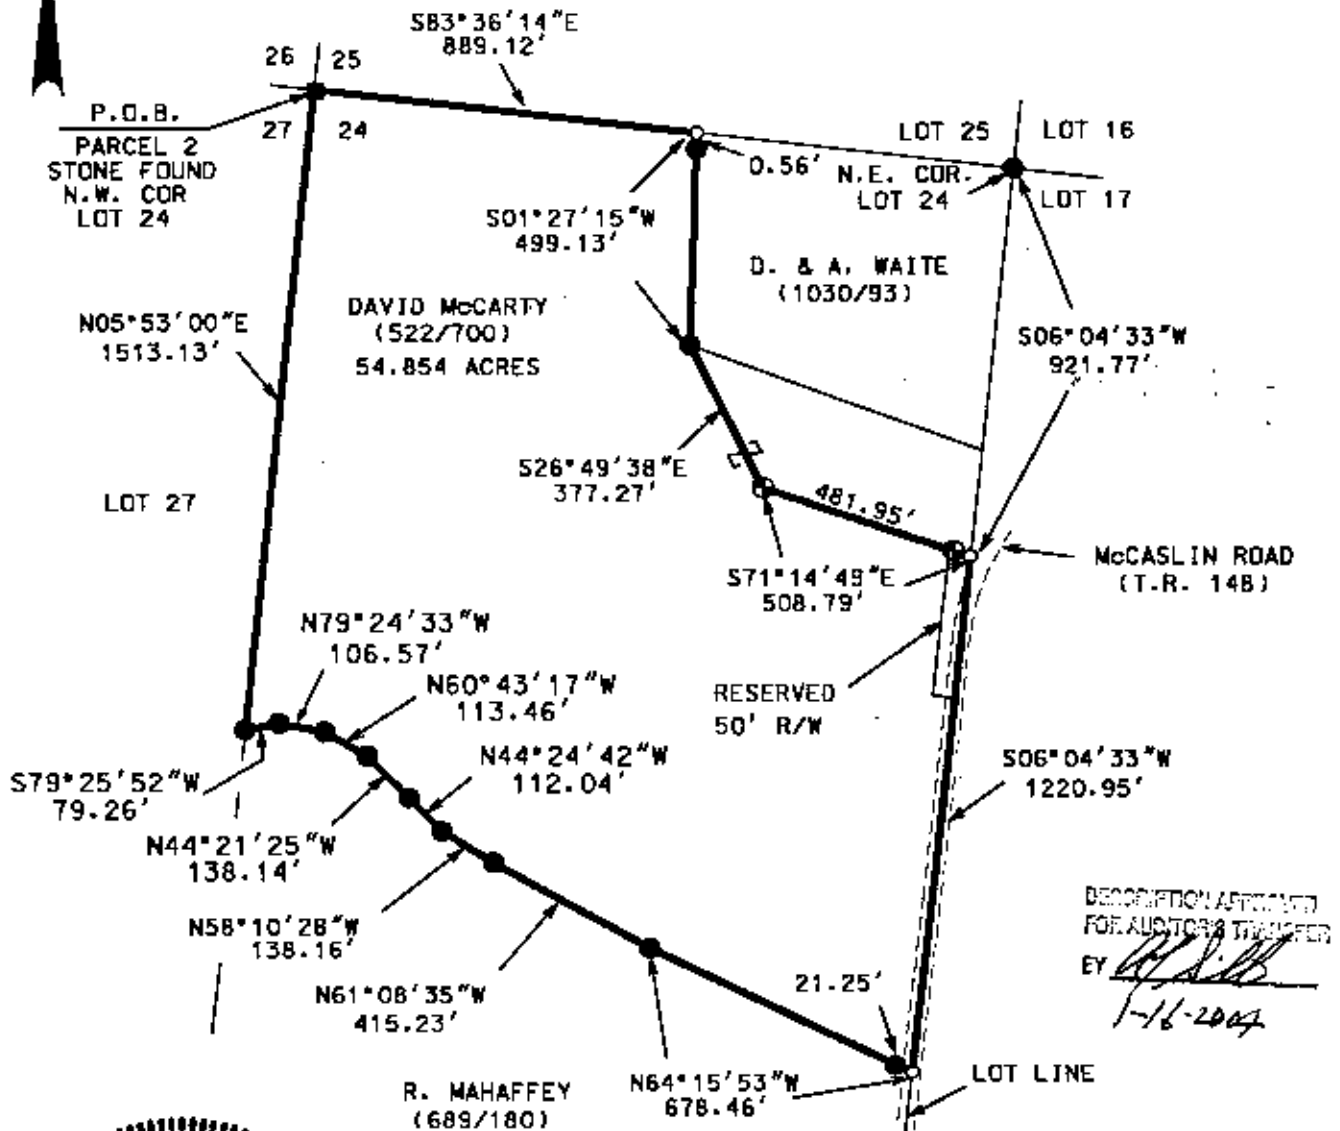 S83°36'14"E
889.12'
26 25
27 24
P.O.B.
PARCEL 2
STONE FOUND
N.W. COR
LOT 24
LOT 25
LOT 16
0.56'
N.E. COR.
LOT 24
LOT 17
S01°27'15"W
499.13'
D. & A. WAITE
(1030/93)
DAVID McCARTY
(522/700)
54.854 ACRES
N05°53'00"E
1513.13'
S06°04'33"W
921.77'
S26°49'38"E
377.27'
LOT 27
481.95'
S71°14'49"E
508.79'
McCASLIN ROAD
(T.R. 148)
N79°24'33"W
106.57'
N60°43'17"W
113.46'
RESERVED
50' R/W
N44°24'42"W
112.04'
S06°04'33"W
1220.95'
S79°25'52"W
79.26'
N44°21'25"W
138.14'
N58°10'28"W
138.16'
N61°08'35"W
415.23'
21.25'
DESCRIPTION APPROVED
FOR AUDITOR'S TRANSFER
BY
1-16-2004
N64°15'53"W
678.46'
LOT LINE
R. MAHAFFEY
(689/180)